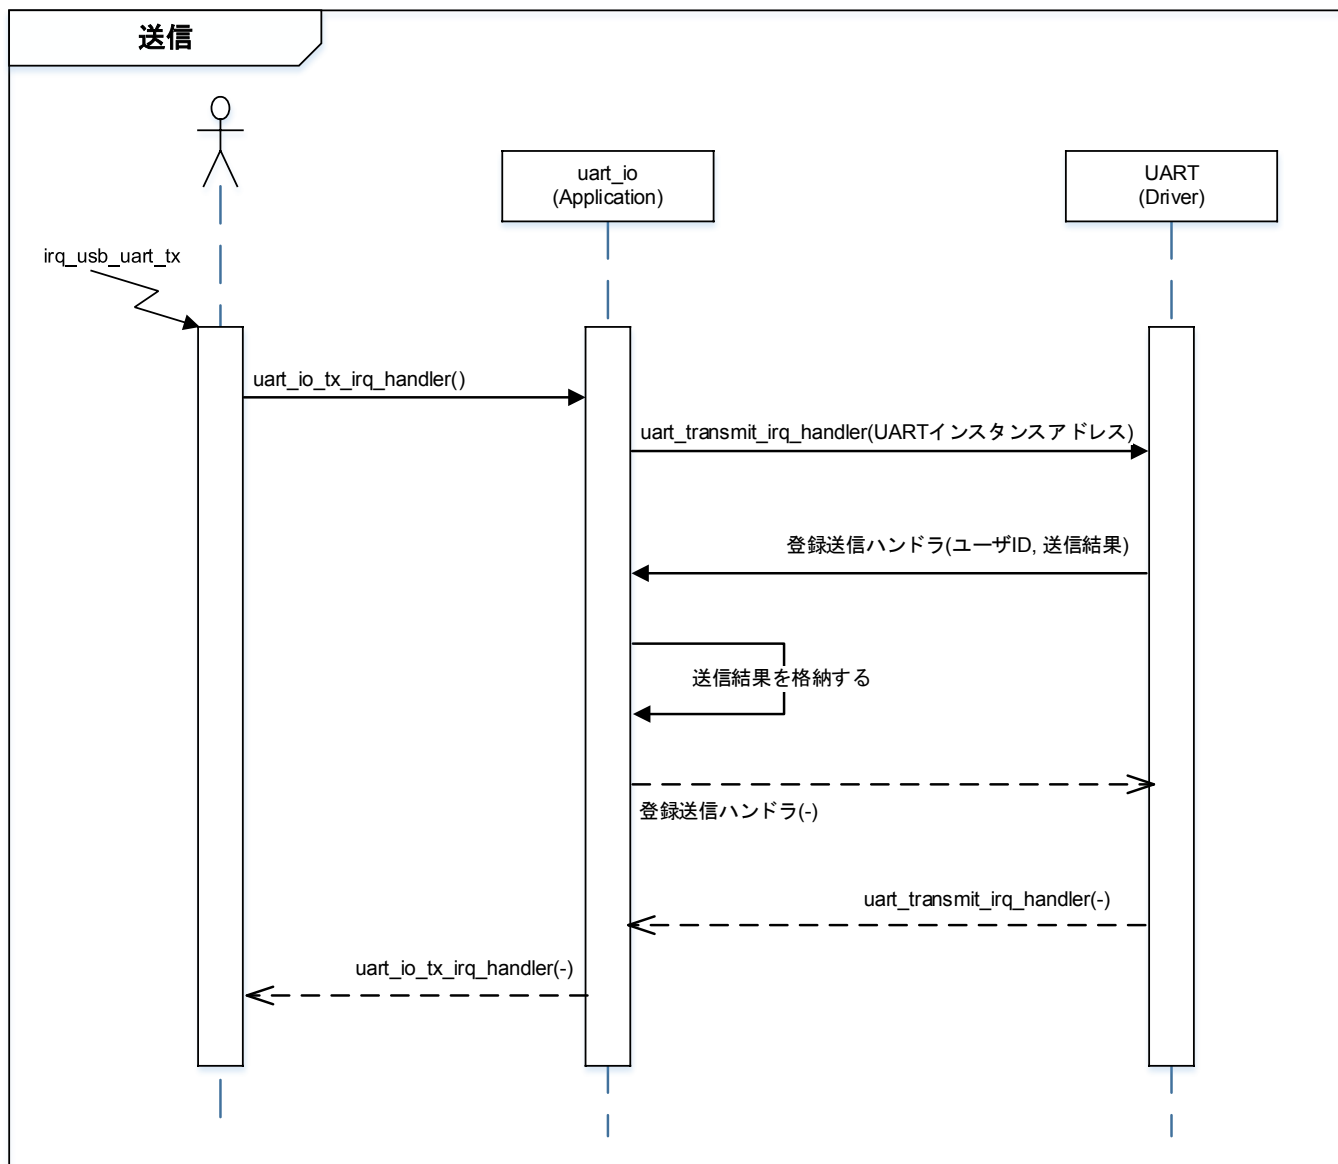 送信
uart_io
(Application)
UART
(Driver)
irq_usb_uart_tx
uart_io_tx_irq_handler()
uart_transmit_irq_handler(UARTインスタンスアドレス)
登録送信ハンドラ(ユーザID, 送信結果)
送信結果を格納する
登録送信ハンドラ(-)
uart_transmit_irq_handler(-)
uart_io_tx_irq_handler(-)